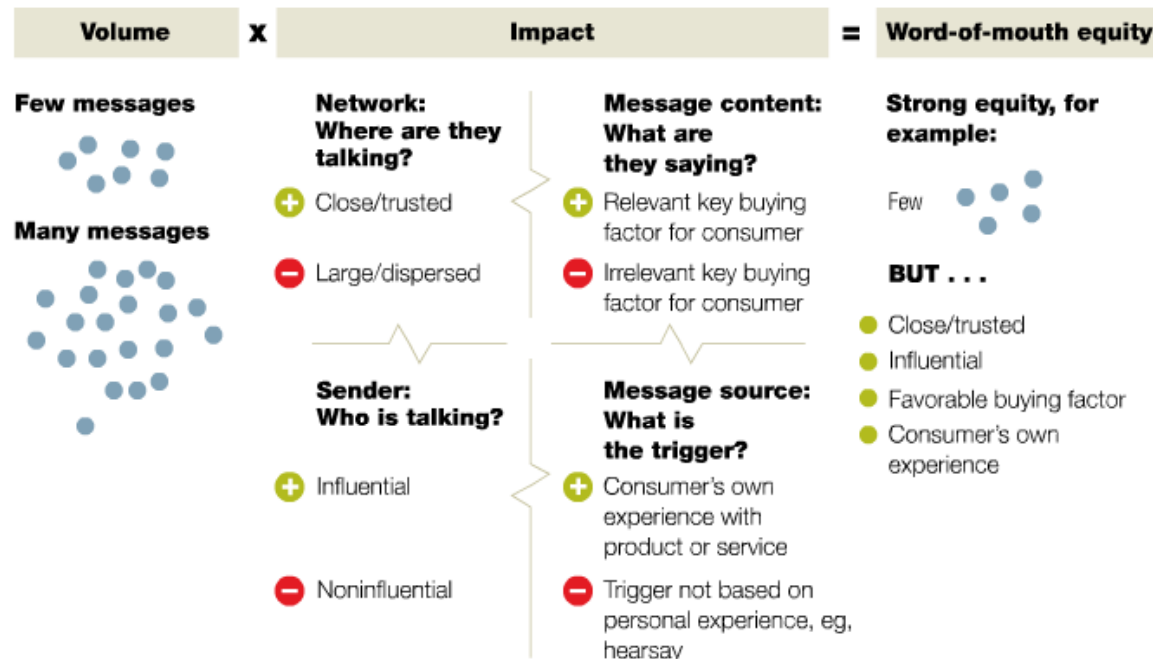 Volume
x
Impact
=
Word-of-mouth equity
Few messages
Many messages
Network:
Where are they
talking?
Close/trusted
Large/dispersed
Message content:
What are
they saying?
Relevant key buying
factor for consumer
Irrelevant key buying
factor for consumer
Sender:
Who is talking?
Influential
Noninfluential
Message source:
What is
the trigger?
Consumer's own
experience with
product or service
Trigger not based on
personal experience, eg,
hearsay
Strong equity, for
example:
Few
BUT . . .
Close/trusted
Influential
Favorable buying factor
Consumer's own
experience